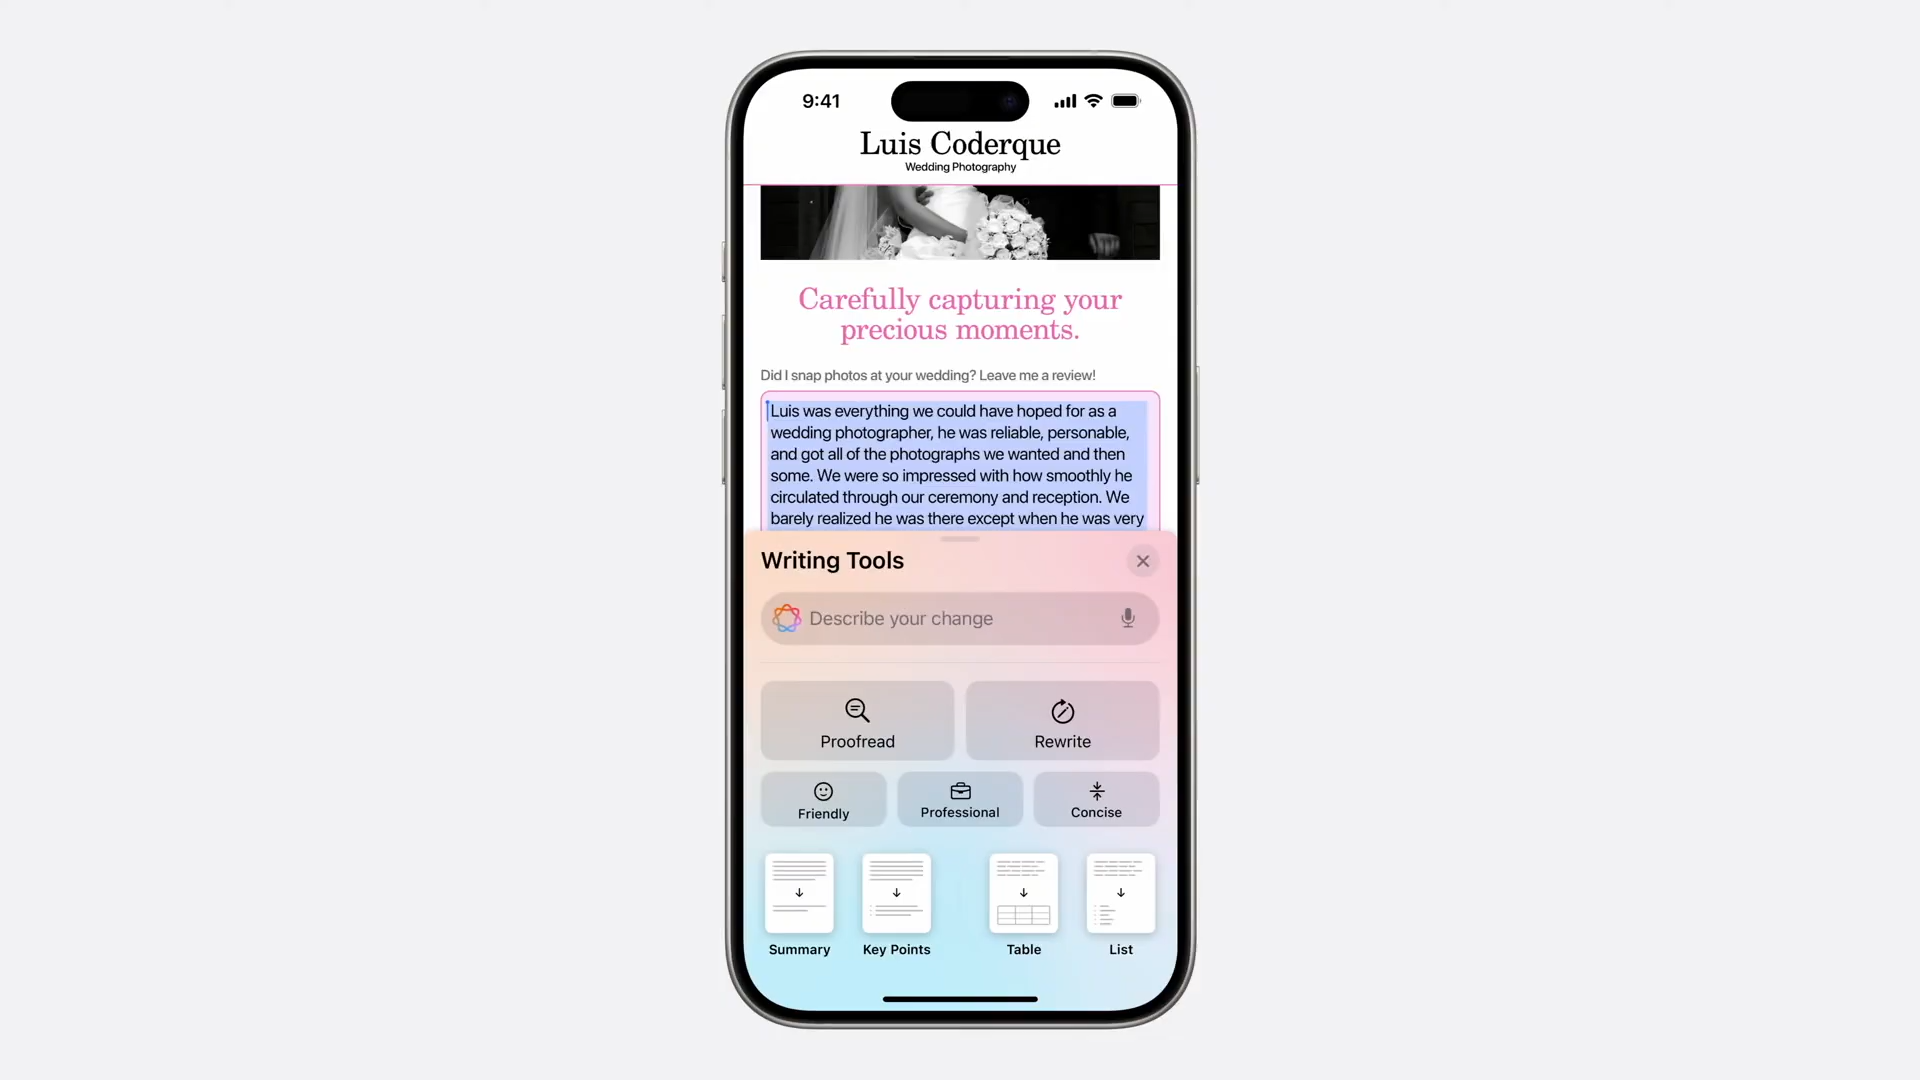 9:41
Luis Coderque
Wedding Photography
Carefully capturing your
precious moments.
Did I snap photos at your wedding? Leave me a review!
Luis was everything we could have hoped for as a
wedding photographer, he was reliable, personable,
and got all of the photographs we wanted and then
some. We were so impressed with how smoothly he
circulated through our ceremony and reception. We
barely realized he was there except when he was very
Writing Tools
Describe your change
Proofread
Rewrite
Friendly
Professional
Concise
Summary
Key Points
Table
List